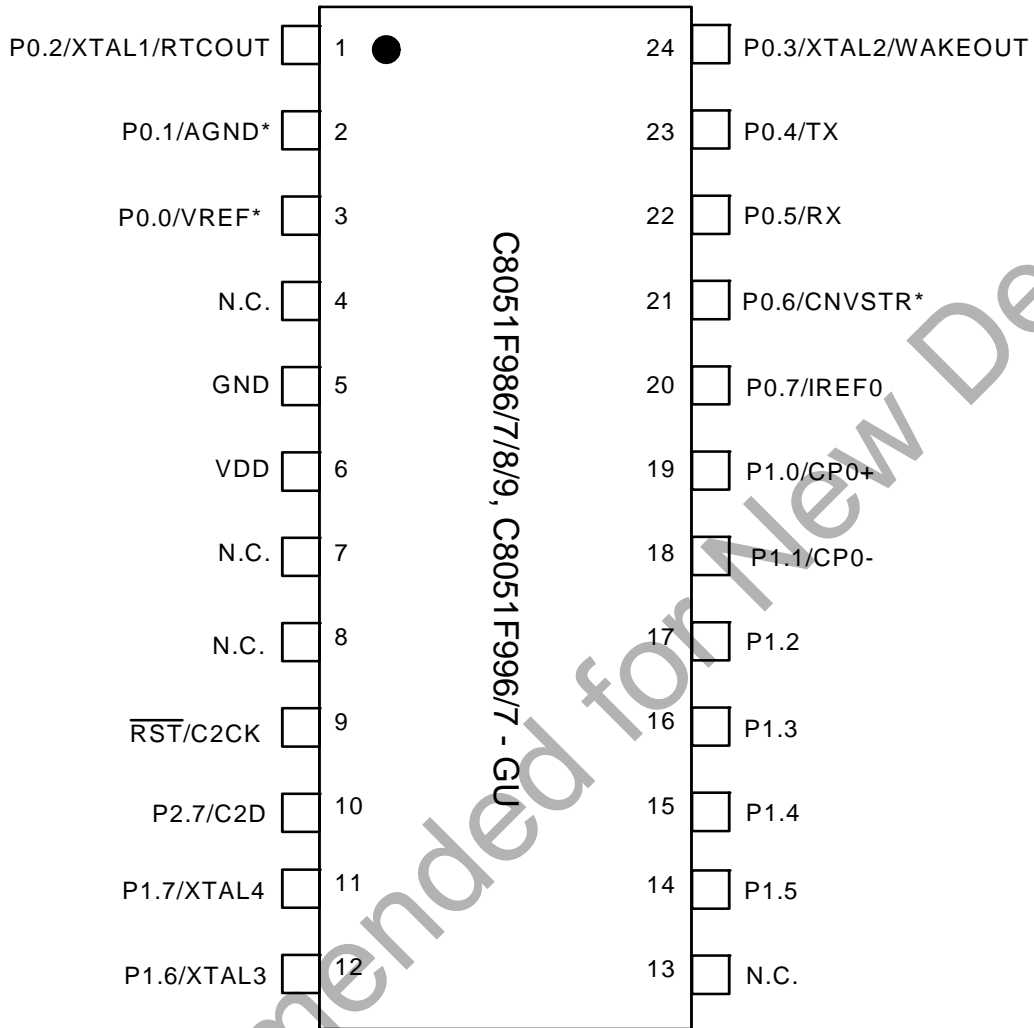 P0.2/XTAL1/RTCOUT 1 24 P0.3/XTAL2/WAKEOUT
P0.1/AGND* 2 23 P0.4/TX
P0.0/VREF* 3 22 P0.5/RX
N.C. 4 21 P0.6/CNVSTR*
GND 5 20 P0.7/IREF0
VDD 6 19 P1.0/CP0+
N.C. 7 18 P1.1/CP0-
N.C. 8 17 P1.2
RST/C2CK 9 16 P1.3
P2.7/C2D 10 15 P1.4
P1.7/XTAL4 11 14 P1.5
P1.6/XTAL3 12 13 N.C.
C8051F986/7/8/9, C8051F996/7 - GU
mended for New De